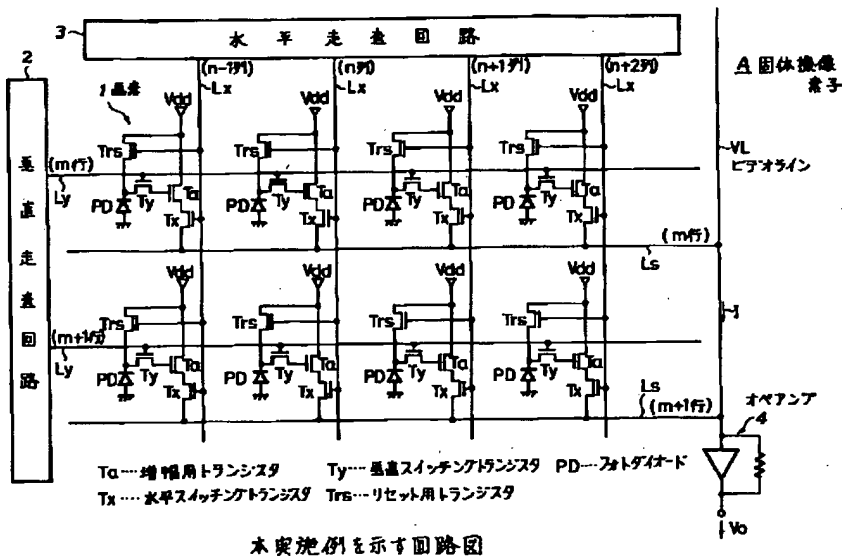 3
水平走査回路
2
1画素
(n-1列)
(n列)
(n+1列)
(n+2列)
A 固体撮像素子
Lx
Lx
Lx
Lx
Vdd
Vdd
Vdd
Vdd
VL
ビデオライン
Trs
Trs
Trs
Trs
(m行)
Ly
PD
Ty
Ta
Tx
PD
Ty
Ta
Tx
PD
Ty
Ta
Tx
PD
Ty
Ta
Tx
(m行)
Ls
垂直走査回路
Vdd
Vdd
Vdd
Vdd
I
Trs
Trs
Trs
Trs
(m+1行)
Ly
PD
Ty
Ta
Tx
PD
Ty
Ta
Tx
PD
Ty
Ta
Tx
PD
Ty
Ta
Tx
Ls
(m+1行)
オペアンプ
4
Ta‥‥増幅用トランジスタ Ty‥‥垂直スイッチングトランジスタ PD‥‥フォトダイオード
Tx‥‥水平スイッチングトランジスタ Trs‥‥リセット用トランジスタ
Vo
本実施例を示す回路図